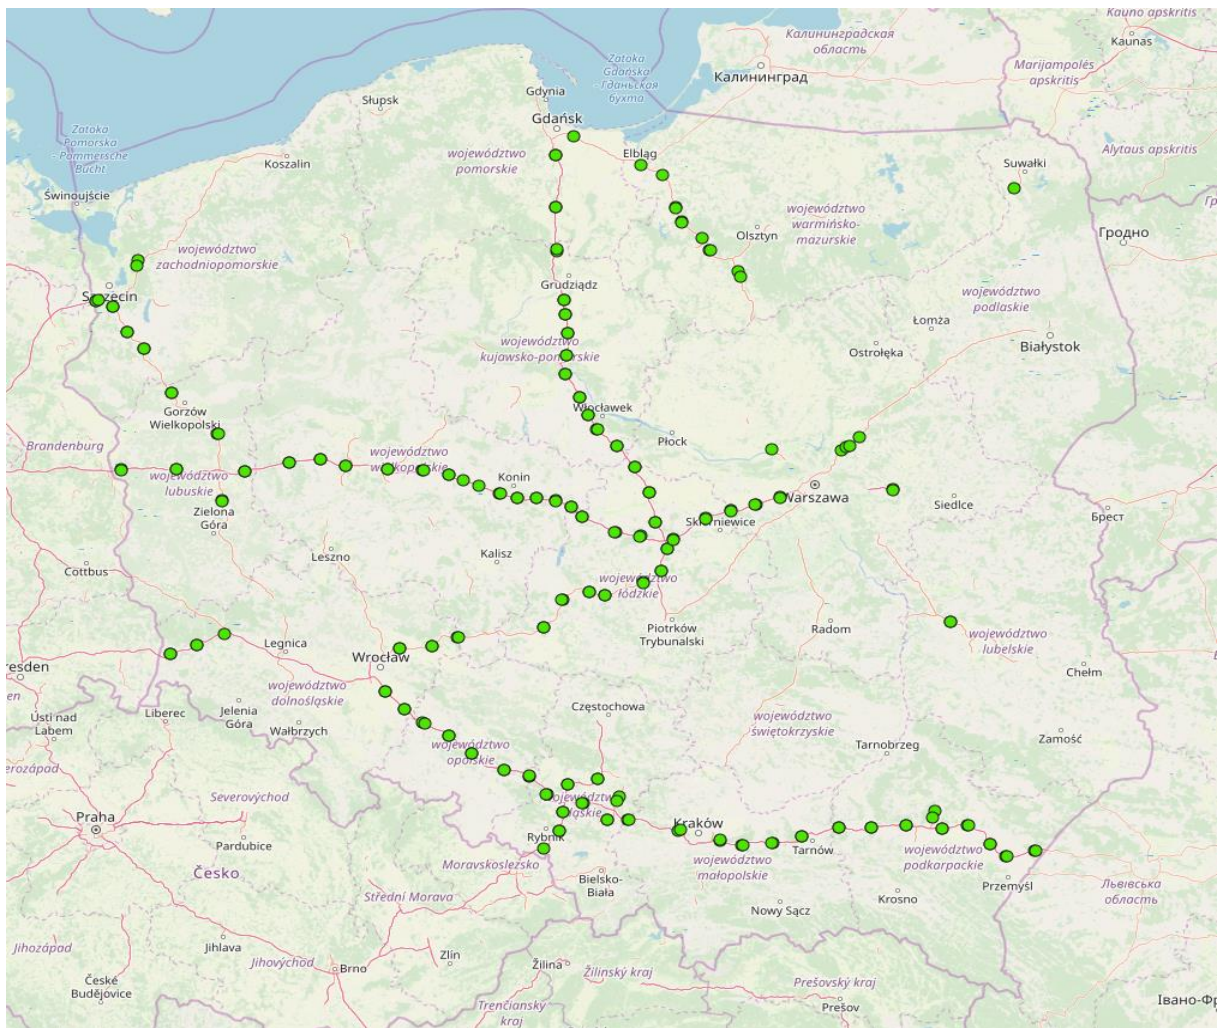 Kauno apskritis
Kaunas
Калининградская
область
Zatoka
Gdańska
- Гданьская
бухта
Marijampolės
apskritis
Калининград
Gdynia
Słupsk
Gdańsk
Zatoka
Pomorska
- Pommersche
Bucht
Elbląg
województwo
pomorskie
Koszalin
Alytaus apskritis
Suwałki
Świnoujście
województwo
warmińsko-
mazurskie
Olsztyn
Гродно
województwo
zachodniopomorskie
Grudziądz
województwo
podlaskie
Łomża
Białystok
Ostrołęka
województwo
Włocławek
Gorzów
Wielkopolski
Płock
Brandenburg
Konin
województwo
lubuskie
Warszawa
Siedlce
Брест
Zielona
Góra
Skierniewice
Leszno
Kalisz
Cottbus
województwo
łódzkie
Piotrków
Trybunalski
Radom
województwo
lubelskie
Legnica
Wrocław
Chełm
województwo
dolnośląskie
Jelenia
Góra
Liberec
Wałbrzych
Ústí nad
Labem
Częstochowa
województwo
świętokrzyskie
Zamość
Tarnobrzeg
województwo
opolskie
Severovýchod
Praha
Pardubice
Rybnik
Kraków
Tarnów
województwo
podkarpackie
województwo
małopolskie
Moravskoslezsko
Bielsko-
Biała
Przemyśl
Львівська
область
Česko
Krosno
Nowy Sącz
Střední Morava
Jihozápad
Jihlava
Jihovýchod
Zlín
Brno
Žilina
Žilinský kraj
České
Budějovice
Prešovský kraj
Prešov
Trenčiansky
kraj